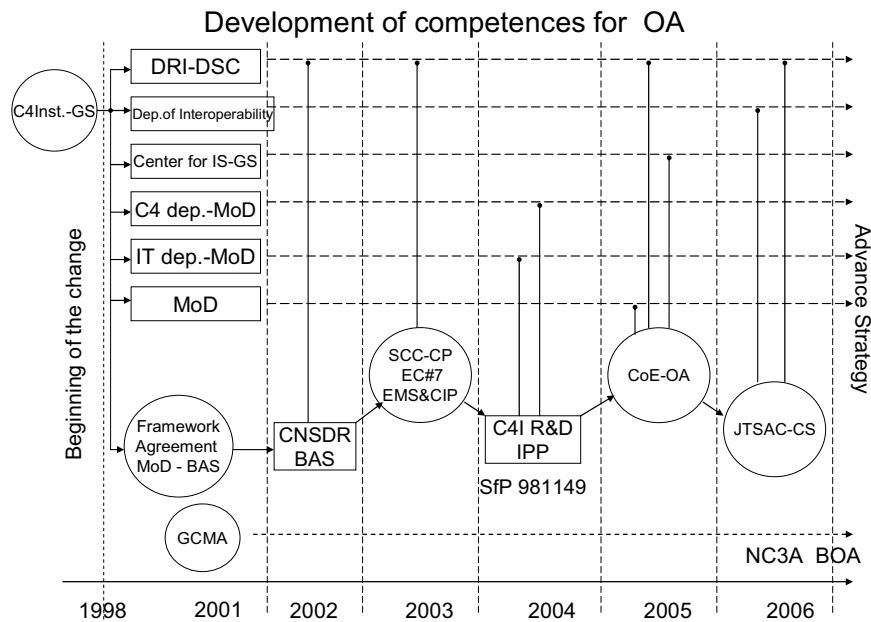 Development of competences for OA
DRI-DSC
C4Inst.-GS
Dep.of Interoperability
Center for IS-GS
C4 dep.-MoD
IT dep.-MoD
MoD
Beginning of the change
Advance Strategy
SCC-CP
EC#7
EMS&CIP
CoE-OA
Framework
Agreement
MoD - BAS
CNSDR
BAS
C4I R&D
IPP
JTSAC-CS
SfP 981149
GCMA
NC3A BOA
1998
2001
2002
2003
2004
2005
2006